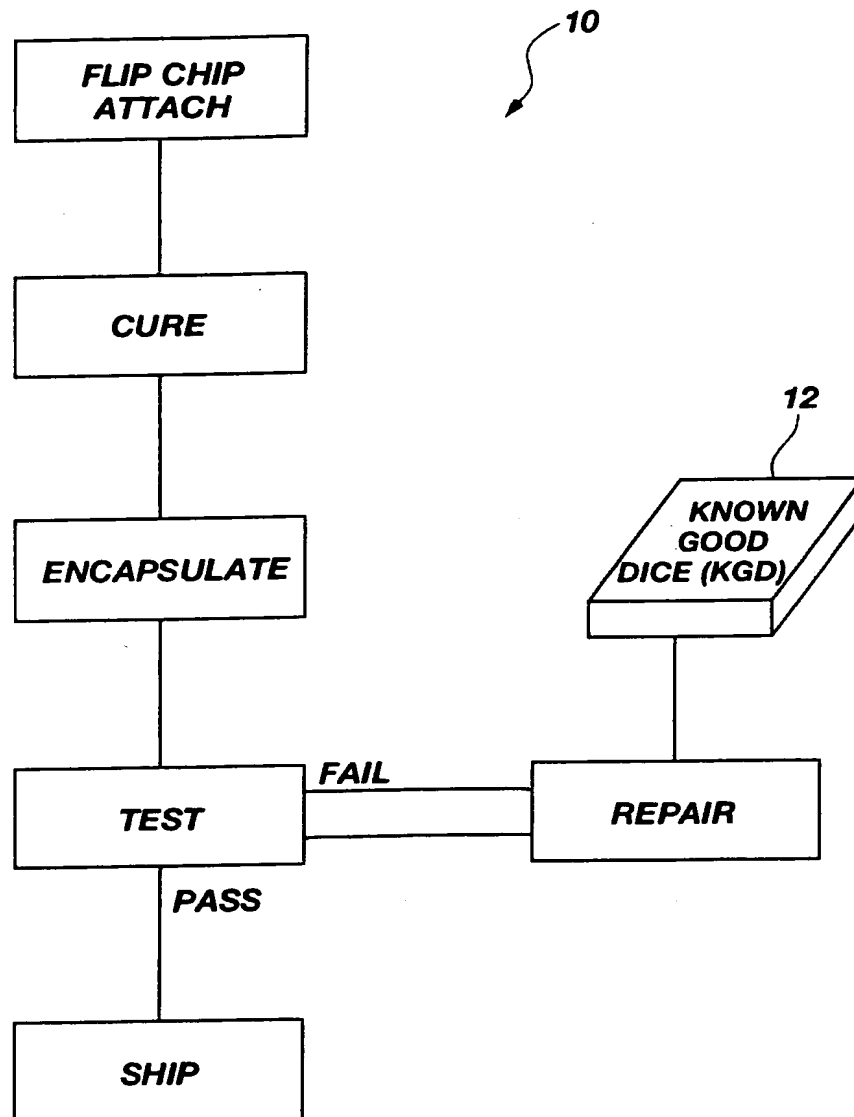 10
FLIP CHIP
ATTACH
CURE
12
KNOWN
GOOD
DICE (KGD)
ENCAPSULATE
FAIL
TEST
REPAIR
PASS
SHIP